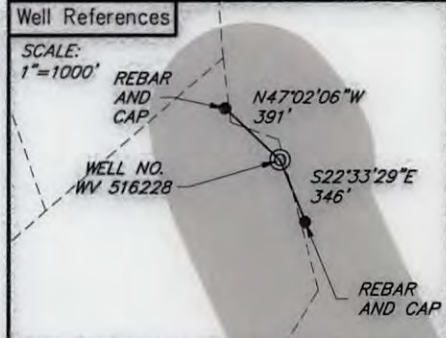 Well References
SCALE:
1"=1000'
REBAR
AND
CAP
N47°02'06"W
391'
WELL NO.
WV 516228
S22°33'29"E
346'
REBAR
AND CAP